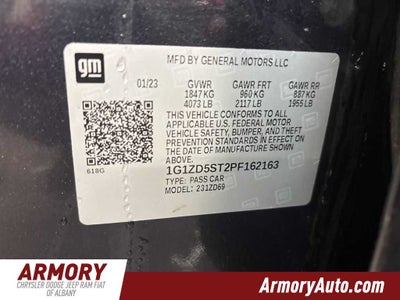 gm
MFD BY GENERAL MOTORS LLC
01/23 GVWR GAWR FRT GAWR RR
1847 KG 960 KG 887 KG
4073 LB 2117 LB 1955 LB
THIS VEHICLE CONFORMS TO ALL
APPLICABLE U.S. FEDERAL MOTOR
VEHICLE SAFETY, BUMPER, AND THEFT
PREVENTION STANDARDS IN EFFECT ON
THE DATE OF MANUFACTURE SHOWN
ABOVE.
618G
1G1ZD5ST2PF162163
TYPE: PASS CAR
MODEL: 231ZD69
ARMORY
CHRYSLER DODGE JEEP RAM FIAT
OF ALBANY
ArmoryAuto.com